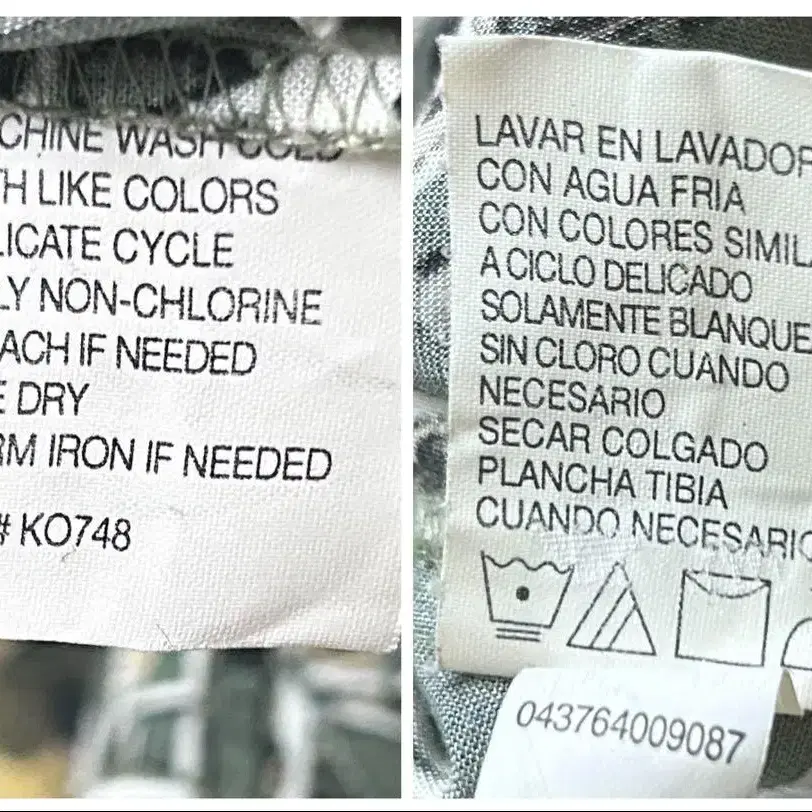 CHINE WASH COLD
H LIKE COLORS
LICATE CYCLE
LY NON-CHLORINE
ACH IF NEEDED
E DRY
RM IRON IF NEEDED
# KO748
LAVAR EN LAVADOR
CON AGUA FRIA
CON COLORES SIMILA
A CICLO DELICADO
SOLAMENTE BLANQUE
SIN CLORO CUANDO
NECESARIO
SECAR COLGADO
PLANCHA TIBIA
CUANDO NECESARIO
043764009087